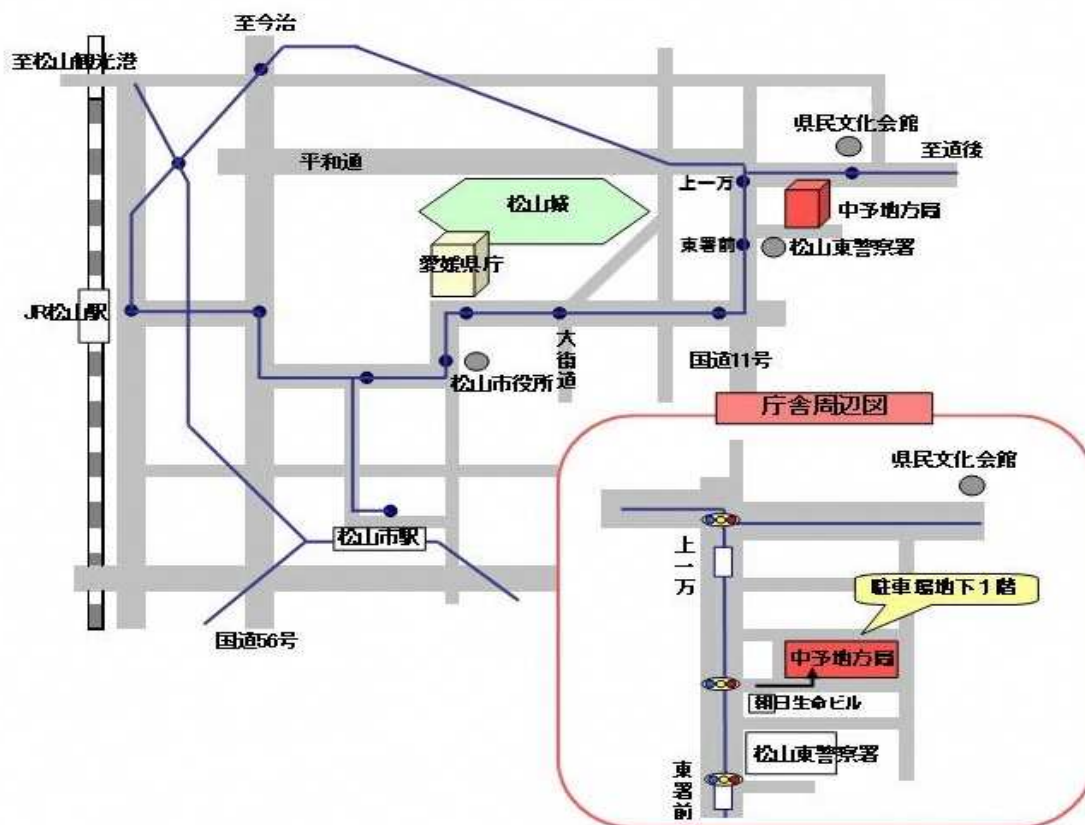 至今治
至松山観光港
県民文化会館
至道後
平和通
上一万
松山城
中予地方局
東署前
松山東警察署
愛媛県庁
JR松山駅
大街道
国道11号
松山市役所
庁舎周辺図
県民文化会館
松山市駅
上一万
駐車場地下1階
国道56号
中予地方局
朝日生命ビル
松山東警察署
東署前